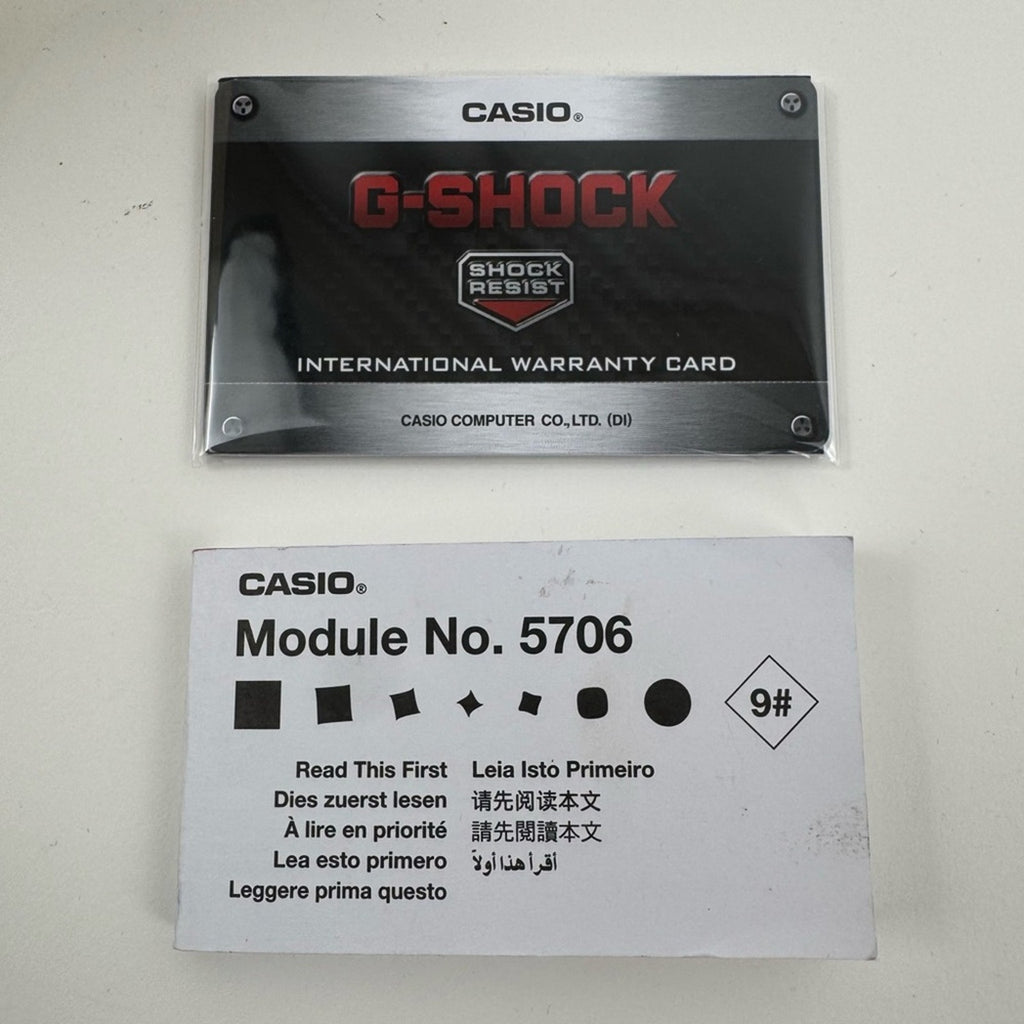 CASIO®
G-SHOCK
SHOCK
RESIST
INTERNATIONAL WARRANTY CARD
CASIO COMPUTER CO.,LTD. (DI)
CASIO®
Module No. 5706
9#
Read This First
Leia Isto Primeiro
Dies zuerst lesen
请先阅读本文
À lire en priorité
請先閱讀本文
Lea esto primero
أقرأ هذا أولاً
Leggere prima questo